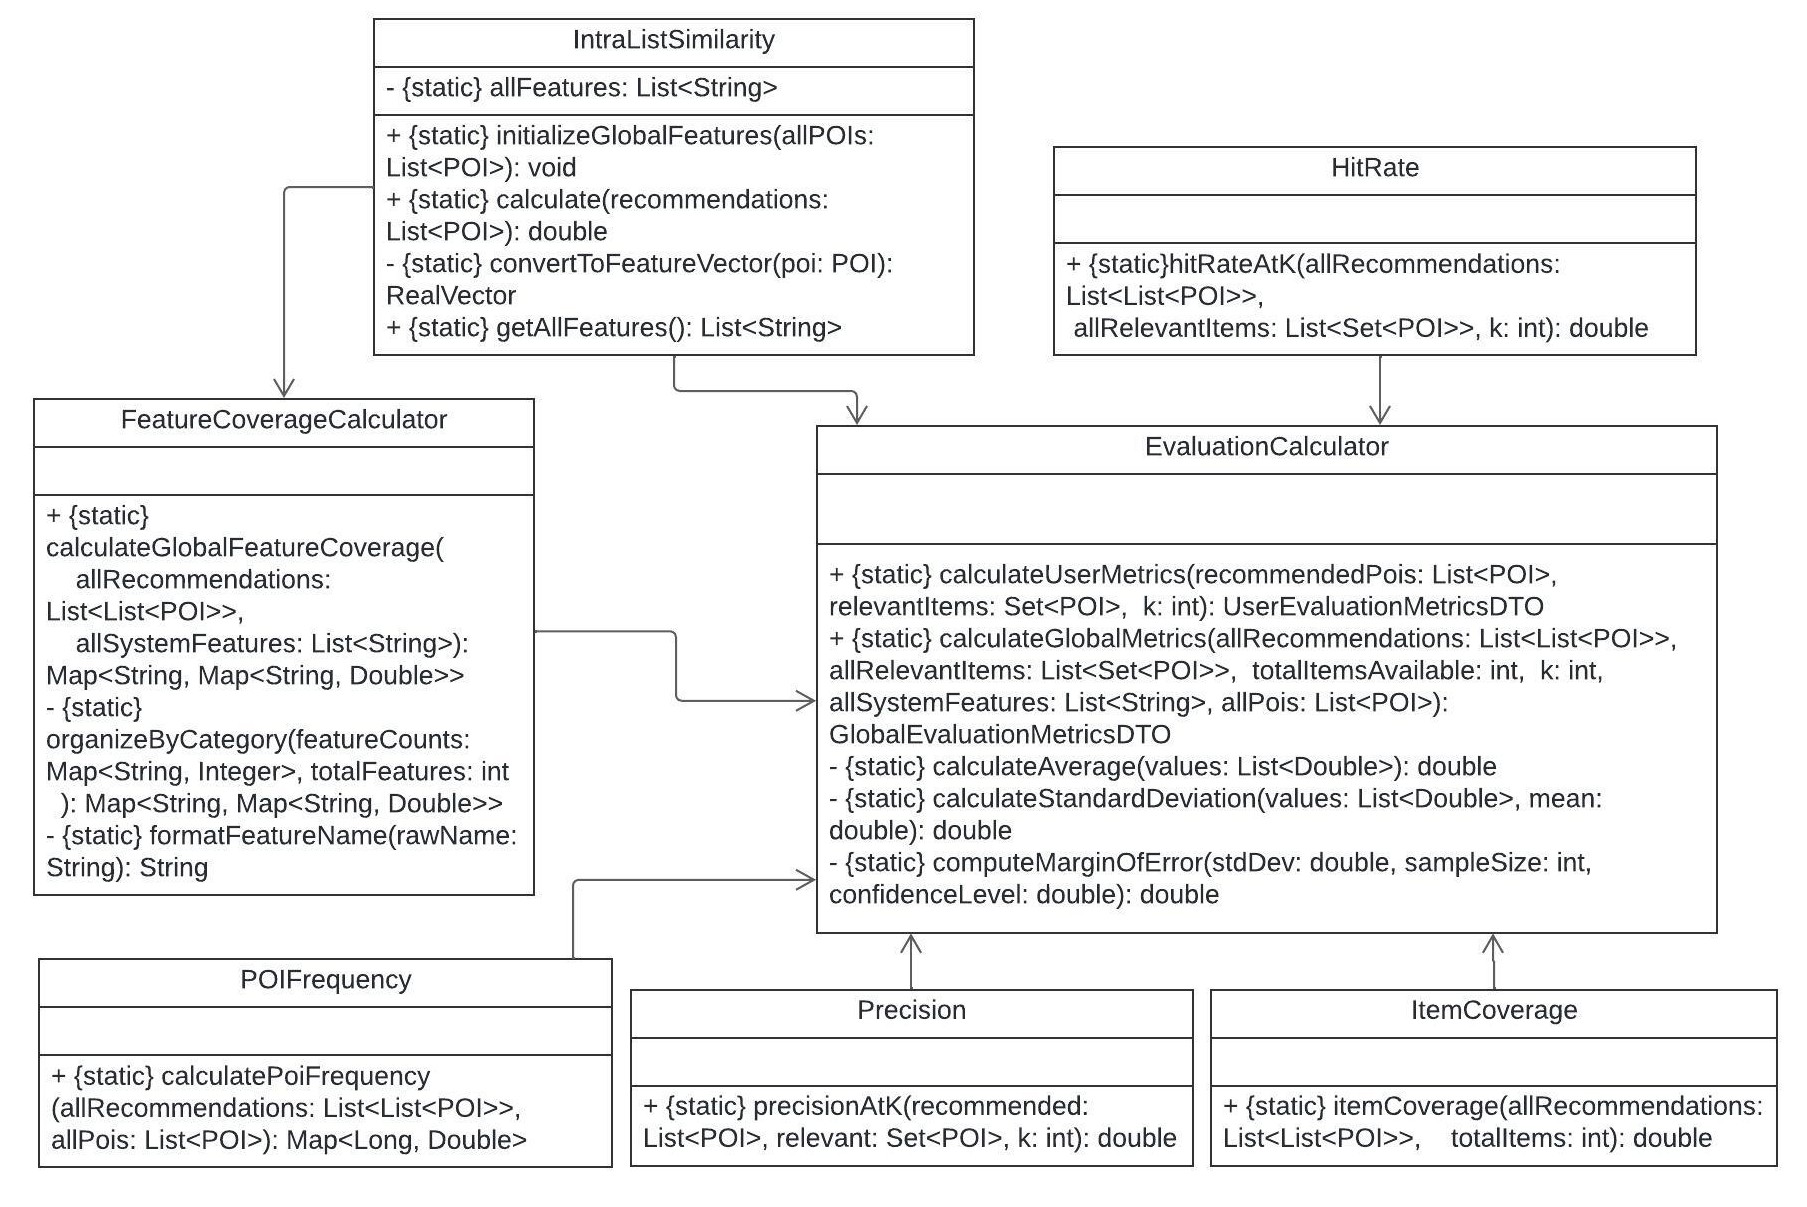 IntraListSimilarity
- {static} allFeatures: List<String>
+ {static} initializeGlobalFeatures(allPOIs:
List<POI>): void
+ {static} calculate(recommendations:
List<POI>): double
- {static} convertToFeatureVector(poi: POI):
RealVector
+ {static} getAllFeatures(): List<String>
HitRate
+ {static}hitRateAtK(allRecommendations:
List<List<POI>>,
allRelevantItems: List<Set<POI>>, k: int): double
FeatureCoverageCalculator
+ {static}
calculateGlobalFeatureCoverage(
allRecommendations:
List<List<POI>>,
allSystemFeatures: List<String>):
Map<String, Map<String, Double>>
- {static}
organizeByCategory(featureCounts:
Map<String, Integer>, totalFeatures: int
): Map<String, Map<String, Double>>
- {static} formatFeatureName(rawName:
String): String
EvaluationCalculator
+ {static} calculateUserMetrics(recommendedPois: List<POI>,
relevantItems: Set<POI>,  k: int): UserEvaluationMetricsDTO
+ {static} calculateGlobalMetrics(allRecommendations: List<List<POI>>,
allRelevantItems: List<Set<POI>>,  totalItemsAvailable: int,  k: int,
allSystemFeatures: List<String>, allPois: List<POI>):
GlobalEvaluationMetricsDTO
- {static} calculateAverage(values: List<Double>): double
- {static} calculateStandardDeviation(values: List<Double>, mean:
double): double
- {static} computeMarginOfError(stdDev: double, sampleSize: int,
confidenceLevel: double): double
POIFrequency
+ {static} calculatePoiFrequency
(allRecommendations: List<List<POI>>,
allPois: List<POI>): Map<Long, Double>
Precision
+ {static} precisionAtK(recommended:
List<POI>, relevant: Set<POI>, k: int): double
ItemCoverage
+ {static} itemCoverage(allRecommendations:
List<List<POI>>,    totalItems: int): double